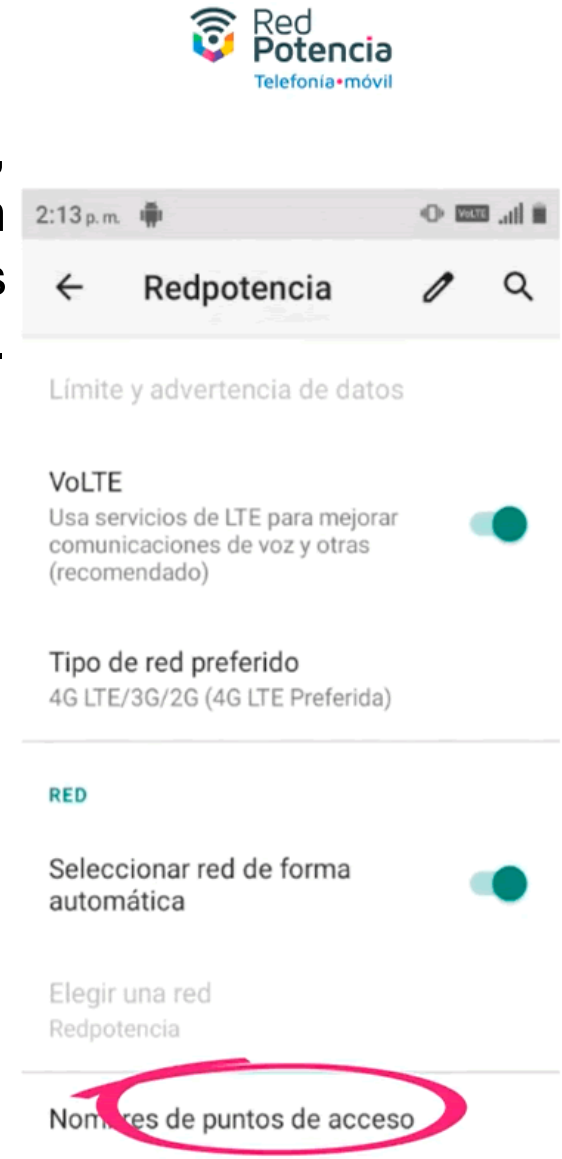 Red
Potencia
Telefonía•móvil
2:13 p. m.
VoLTE
Redpotencia
Límite y advertencia de datos
VoLTE
Usa servicios de LTE para mejorar
comunicaciones de voz y otras
(recomendado)
Tipo de red preferido
4G LTE/3G/2G (4G LTE Preferida)
RED
Seleccionar red de forma
automática
Elegir una red
Redpotencia
Nombres de puntos de acceso